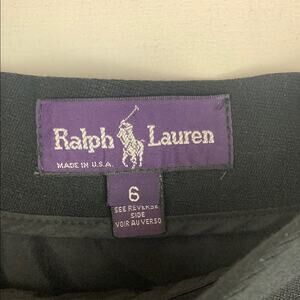 Ralph Lauren
MADE IN U.S.A.
6
SEE REVERSE
SIDE
VOIR AU VERSO